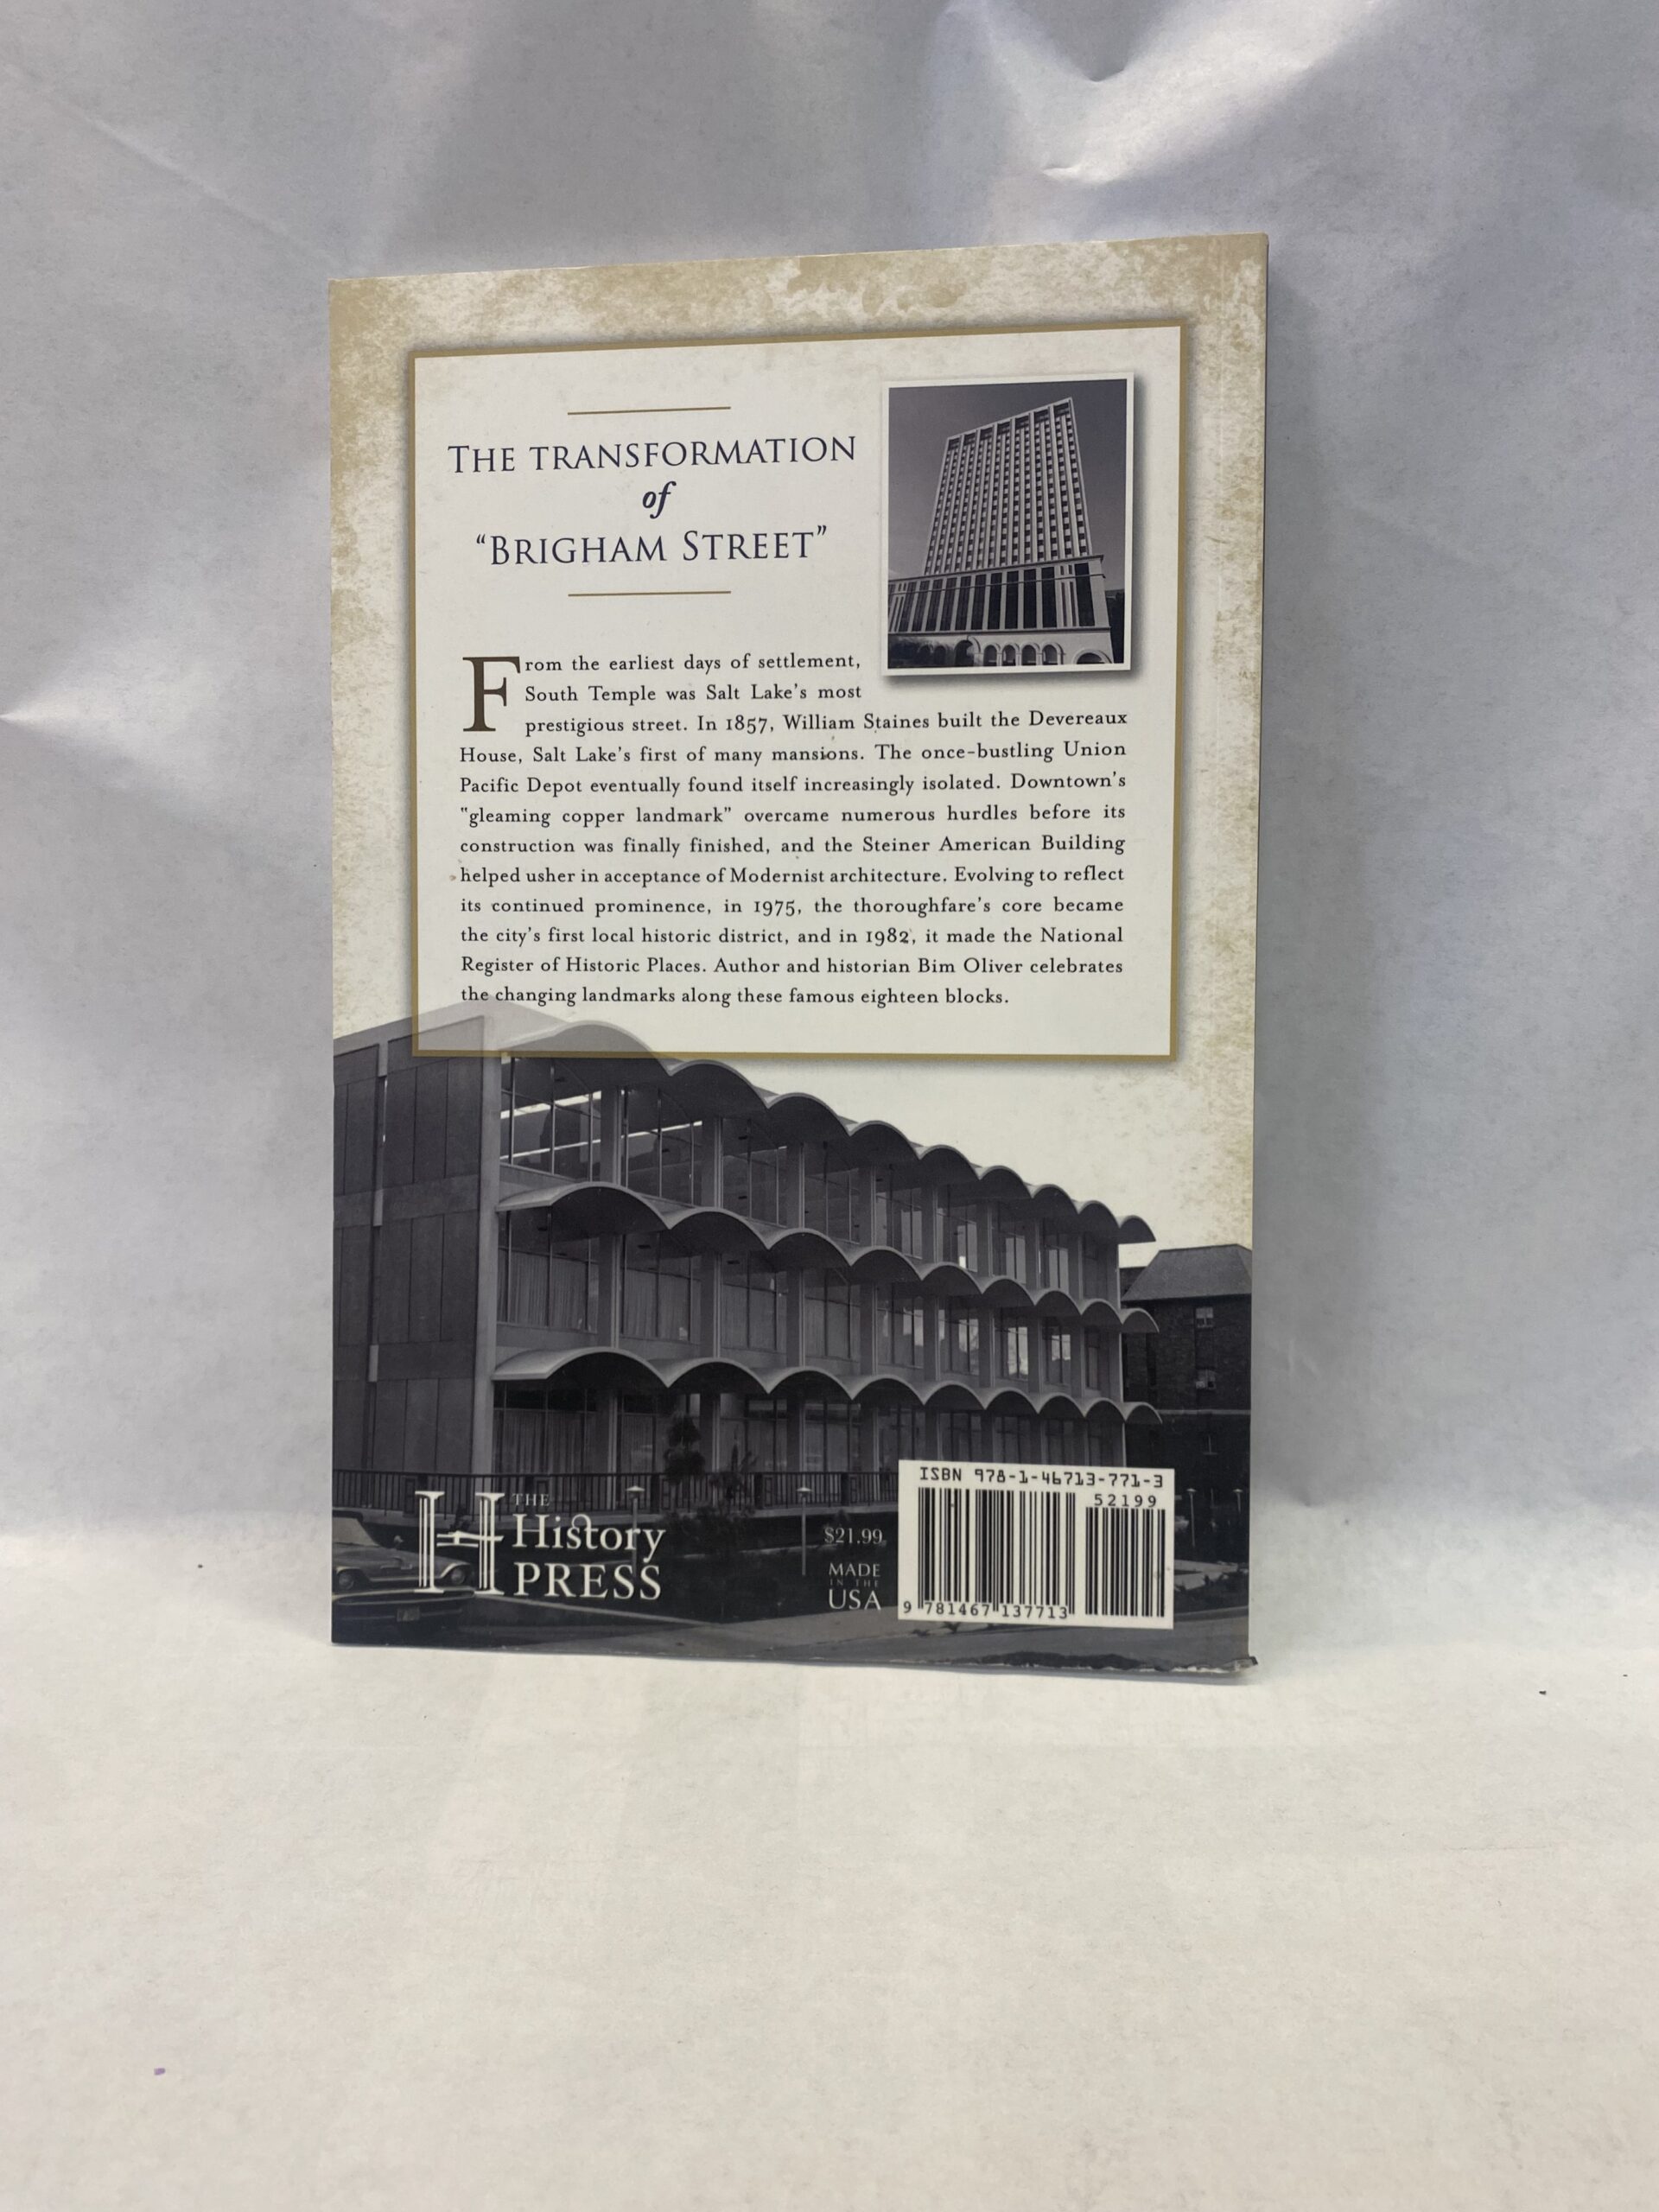 THE TRANSFORMATION
of
“BRIGHAM STREET”
From the earliest days of settlement,
South Temple was Salt Lake’s most
prestigious street. In 1857, William Staines built the Devereaux
House, Salt Lake’s first of many mansions. The once-bustling Union
Pacific Depot eventually found itself increasingly isolated. Downtown’s
“gleaming copper landmark” overcame numerous hurdles before its
construction was finally finished, and the Steiner American Building
helped usher in acceptance of Modernist architecture. Evolving to reflect
its continued prominence, in 1975, the thoroughfare’s core became
the city’s first local historic district, and in 1982, it made the National
Register of Historic Places. Author and historian Bim Oliver celebrates
the changing landmarks along these famous eighteen blocks.
THE
History
PRESS
$21.99
MADE
IN THE
USA
ISBN 978-1-46713-771-3
52199
9 781467 137713